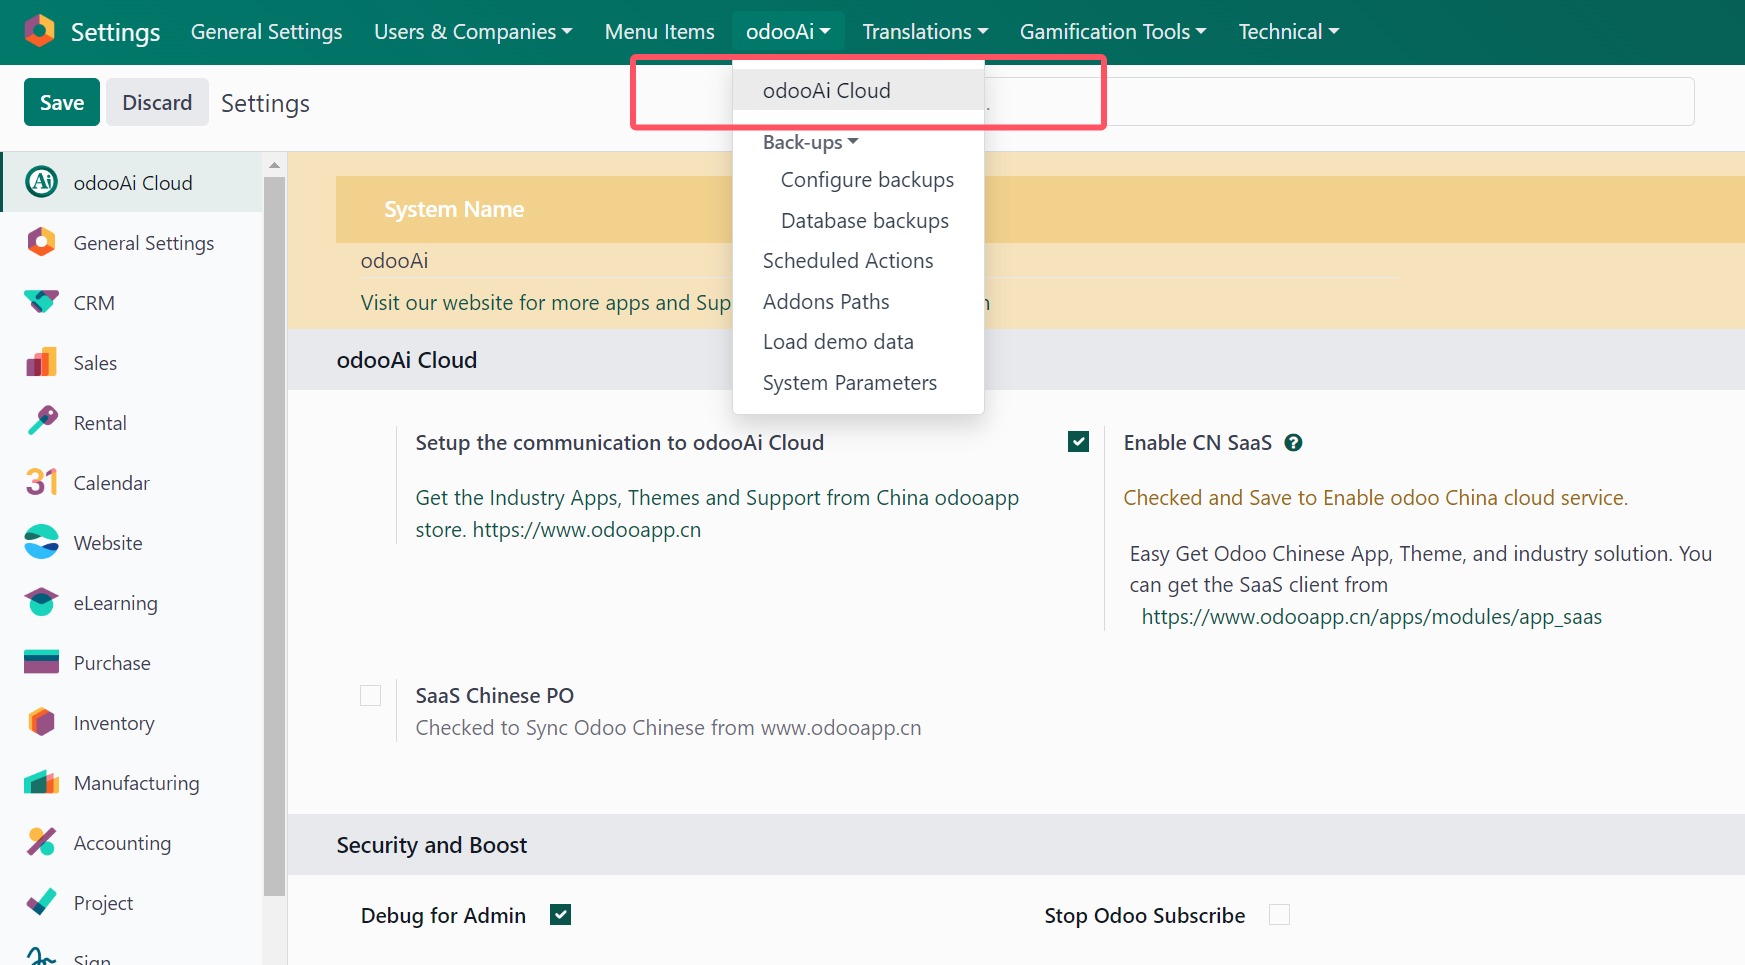 Settings General Settings Users & Companies Menu Items odooAi Translations Gamification Tools Technical
Save Discard Settings
odooAi Cloud
Back-ups
Configure backups
Database backups
Scheduled Actions
Addons Paths
Load demo data
System Parameters
odooAi Cloud
General Settings
CRM
Sales
Rental
Calendar
Website
eLearning
Purchase
Inventory
Manufacturing
Accounting
Project
Sign
System Name
odooAi
Visit our website for more apps and
odooAi Cloud
Setup the communication to odooAi Cloud
Get the Industry Apps, Themes and Support from China odooapp
store. https://www.odooapp.cn
Enable CN SaaS
Checked and Save to Enable odoo China cloud service.
Easy Get Odoo Chinese App, Theme, and industry solution. You
can get the SaaS client from
https://www.odooapp.cn/apps/modules/app_saas
SaaS Chinese PO
Checked to Sync Odoo Chinese from www.odooapp.cn
Security and Boost
Debug for Admin
Stop Odoo Subscribe